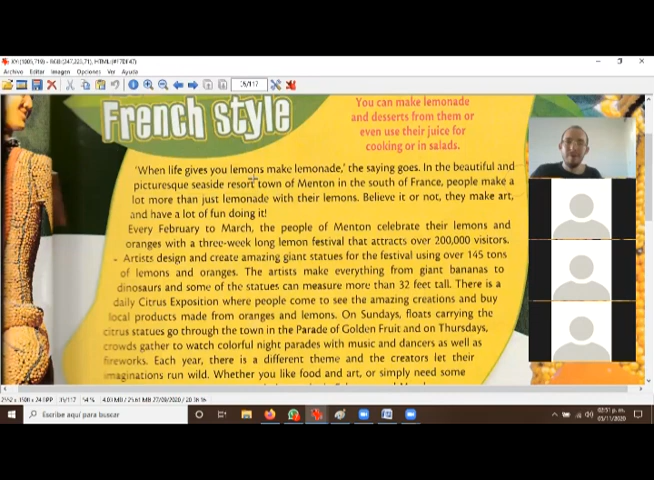 Archivo Editar Imagen Opciones Ver Ayuda
35/117
French style
You can make lemonade
and desserts from them or
even use their juice for
cooking or in salads.
'When life gives you lemons make lemonade,' the saying goes. In the beautiful and
picturesque seaside resort town of Menton in the south of France, people make a
lot more than just lemonade with their lemons. Believe it or not, they make art,
and have a lot of fun doing it!
Every February to March, the people of Menton celebrate their lemons and
oranges with a three-week long lemon festival that attracts over 200,000 visitors.
- Artists design and create amazing giant statues for the festival using over 145 tons
of lemons and oranges. The artists make everything from giant bananas to
dinosaurs and some of the statues can measure more than 32 feet tall. There is a
daily Citrus Exposition where people come to see the amazing creations and buy
local products made from oranges and lemons. On Sundays, floats carrying the
citrus statues go through the town in the Parade of Golden Fruit and on Thursdays,
crowds gather to watch colorful night parades with music and dancers as well as
fireworks. Each year, there is a different theme and the creators let their
imaginations run wild. Whether you like food and art, or simply need some
Escribe aquí para buscar
02:51 p. m.
05/11/2020